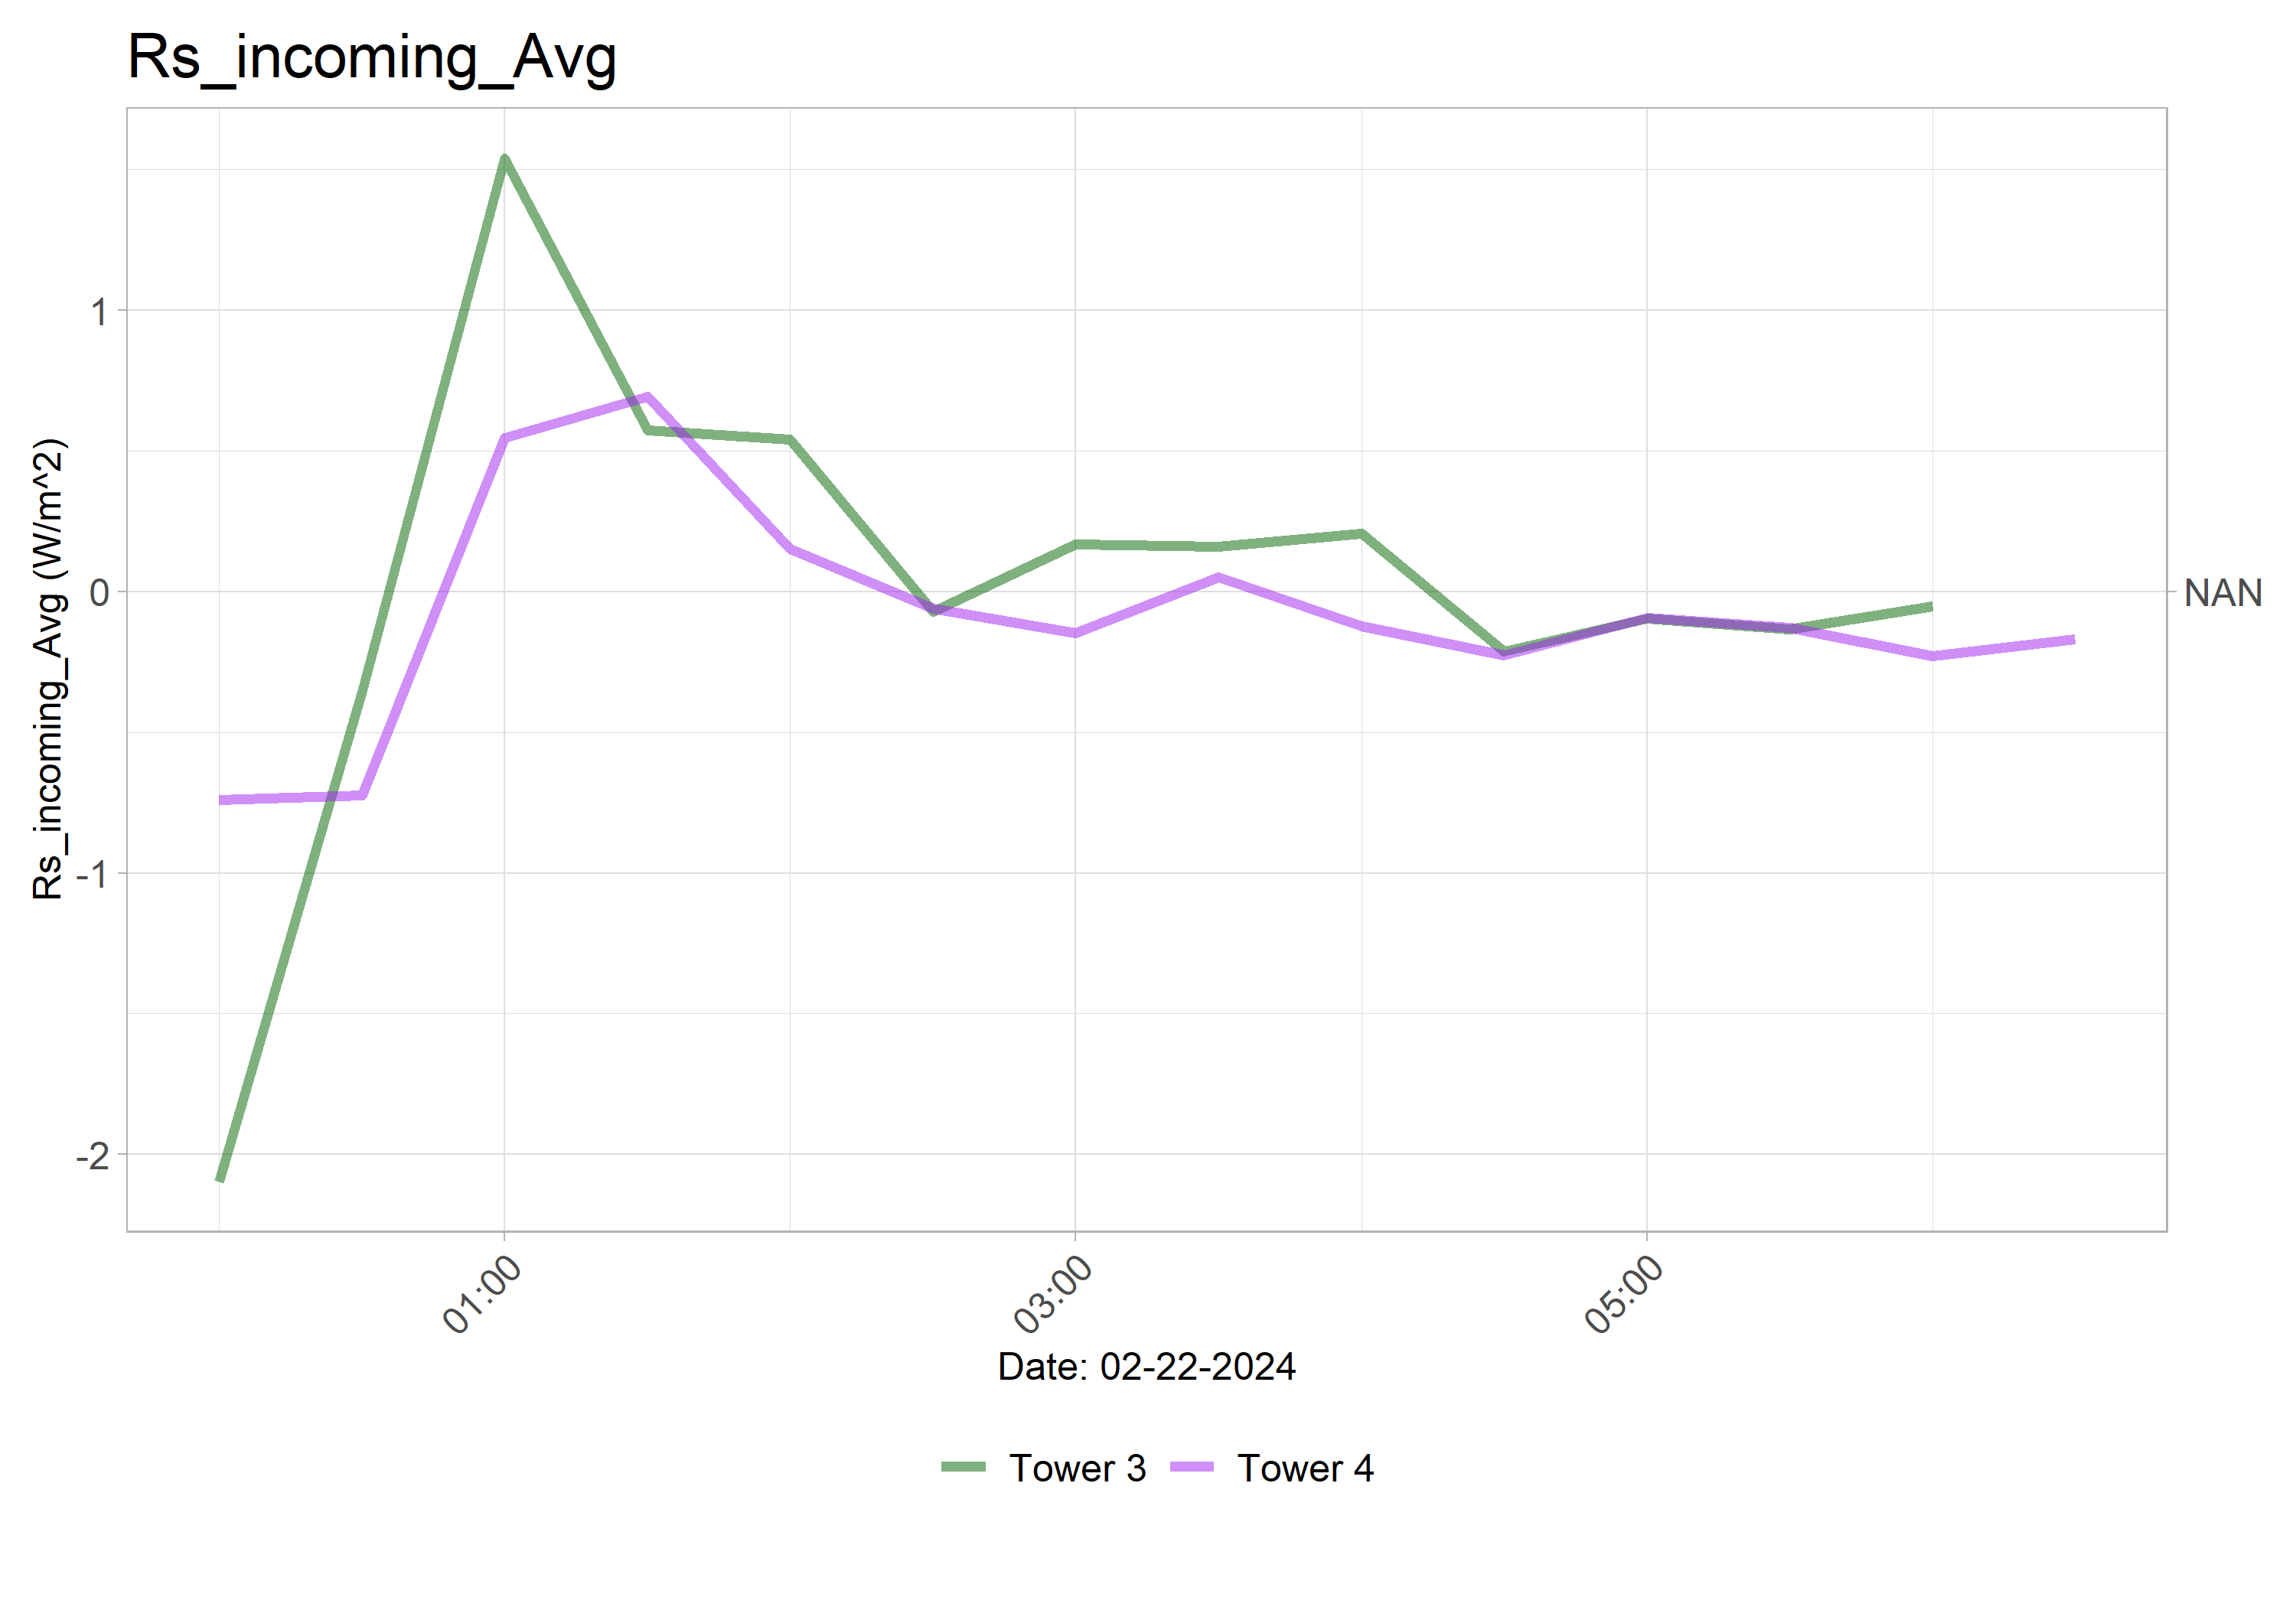 Rs_incoming_Avg
Rs_incoming_Avg (W/m^2)
1
0
-1
-2
NAN
01:00
03:00
05:00
Date: 02-22-2024
Tower 3
Tower 4